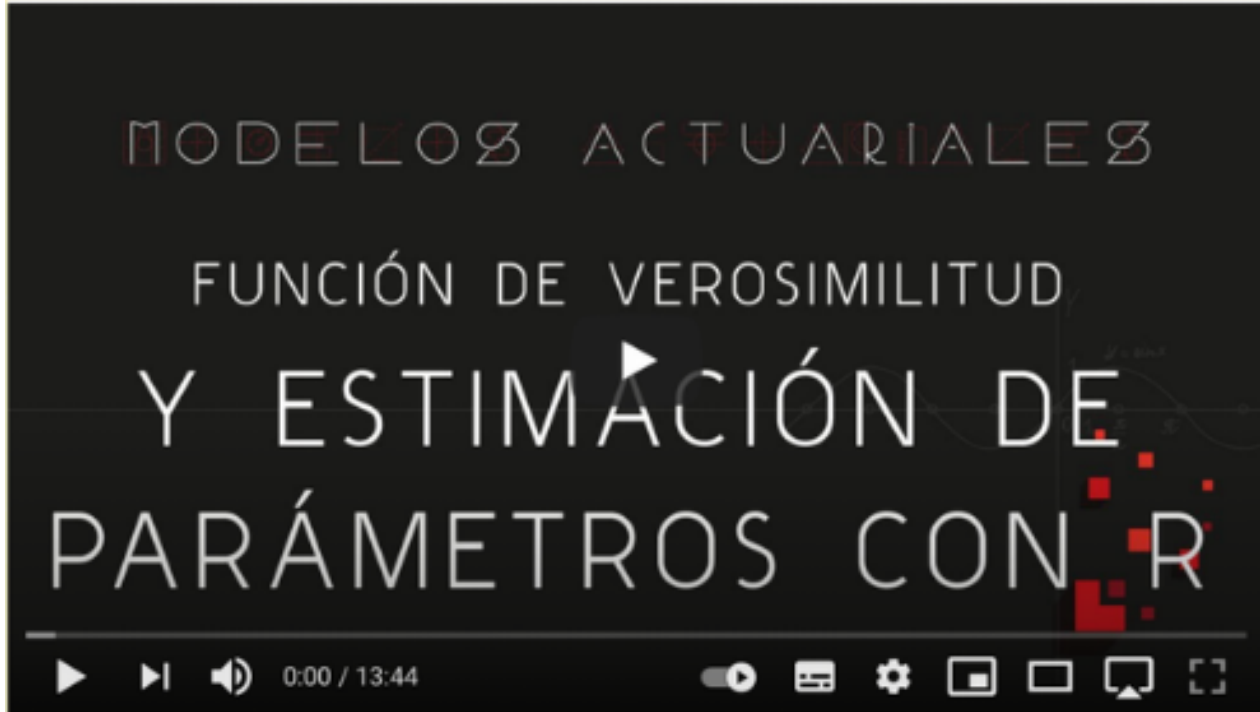 MODELOS ACTUARIALES
FUNCIÓN DE VEROSIMILITUD
Y ESTIMACIÓN DE
PARÁMETROS CON R
0:00 / 13:44